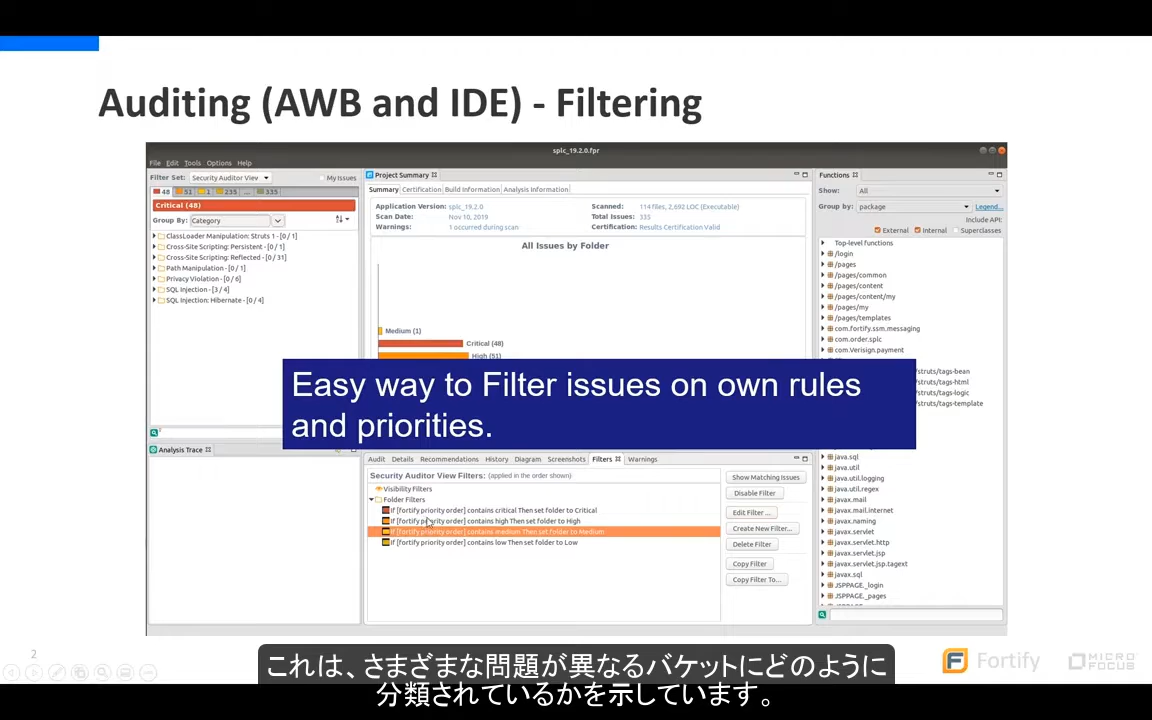 Auditing (AWB and IDE) - Filtering
splc_19.2.0.fpr
File Edit Tools Options Help
Filter Set: Security Auditor View
My Issues
48 51 1 235 ... 335
Critical (48)
Group By: Category
ClassLoader Manipulation: Struts 1 - [0 / 1]
Cross-Site Scripting: Persistent - [0 / 1]
Cross-Site Scripting: Reflected - [0 / 31]
Path Manipulation - [0 / 1]
Privacy Violation - [0 / 6]
SQL Injection - [3 / 4]
SQL Injection: Hibernate - [0 / 4]
Analysis Trace
Project Summary
Summary Certification Build Information Analysis Information
Application Version: splc_19.2.0
Scan Date: Nov 10, 2019
Warnings: 1 occurred during scan
Scanned: 114 files, 2,692 LOC (Executable)
Total Issues: 335
Certification: Results Certification Valid
All Issues by Folder
Medium (1)
Critical (48)
High (51)
Easy way to Filter issues on own rules
and priorities.
Audit Details Recommendations History Diagram Screenshots Filters Warnings
Security Auditor View Filters: (applied in the order shown)
Visibility Filters
Folder Filters
If [fortify priority order] contains critical Then set folder to Critical
If [fortify priority order] contains high Then set folder to High
If [fortify priority order] contains medium Then set folder to Medium
If [fortify priority order] contains low Then set folder to Low
Show Matching Issues
Disable Filter
Edit Filter ...
Create New Filter...
Delete Filter
Copy Filter
Copy Filter To...
Functions
Show: All
Group by: package Legend...
Include API:
External Internal Superclasses
Top-level functions
/login
/pages
/pages/common
/pages/content
/pages/content/my
/pages/my
/pages/templates
com.fortify.ssm.messaging
com.order.splc
com.Verisign.payment
/struts/tags-bean
/struts/tags-html
/struts/tags-logic
/struts/tags-template
java.sql
java.util
java.util.logging
java.util.regex
javax.mail
javax.mail.internet
javax.naming
javax.servlet
javax.servlet.http
javax.servlet.jsp
javax.servlet.jsp.tagext
javax.sql
JSPPAGE._login
JSPPAGE._pages
2
これは、さまざまな問題が異なるバケットにどのように
分類されているかを示しています。
Fortify
MICRO
FOCUS